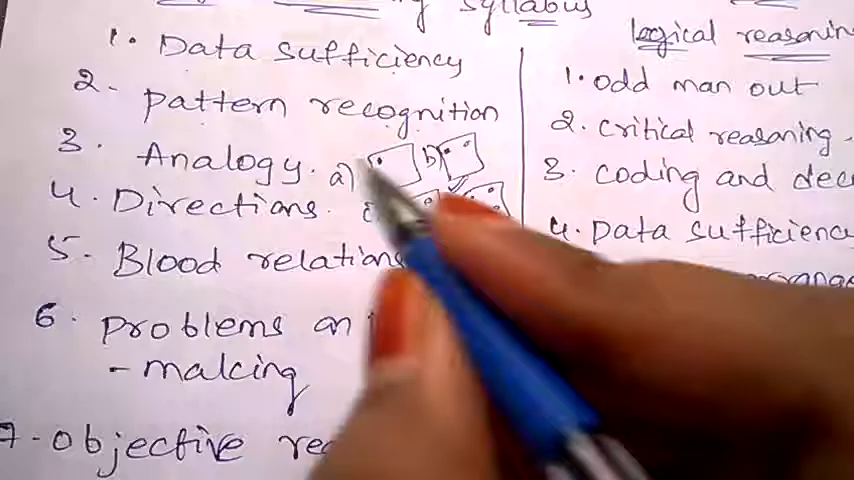 syllabus
1. Data sufficiency
2. pattern recognition
3. Analogy. a) b)
4. Directions.
5. Blood relations
6. problems on
- making
7. objective
logical reasoning
1. odd man out
2. critical reasoning.
3. coding and
4. Data sufficiency